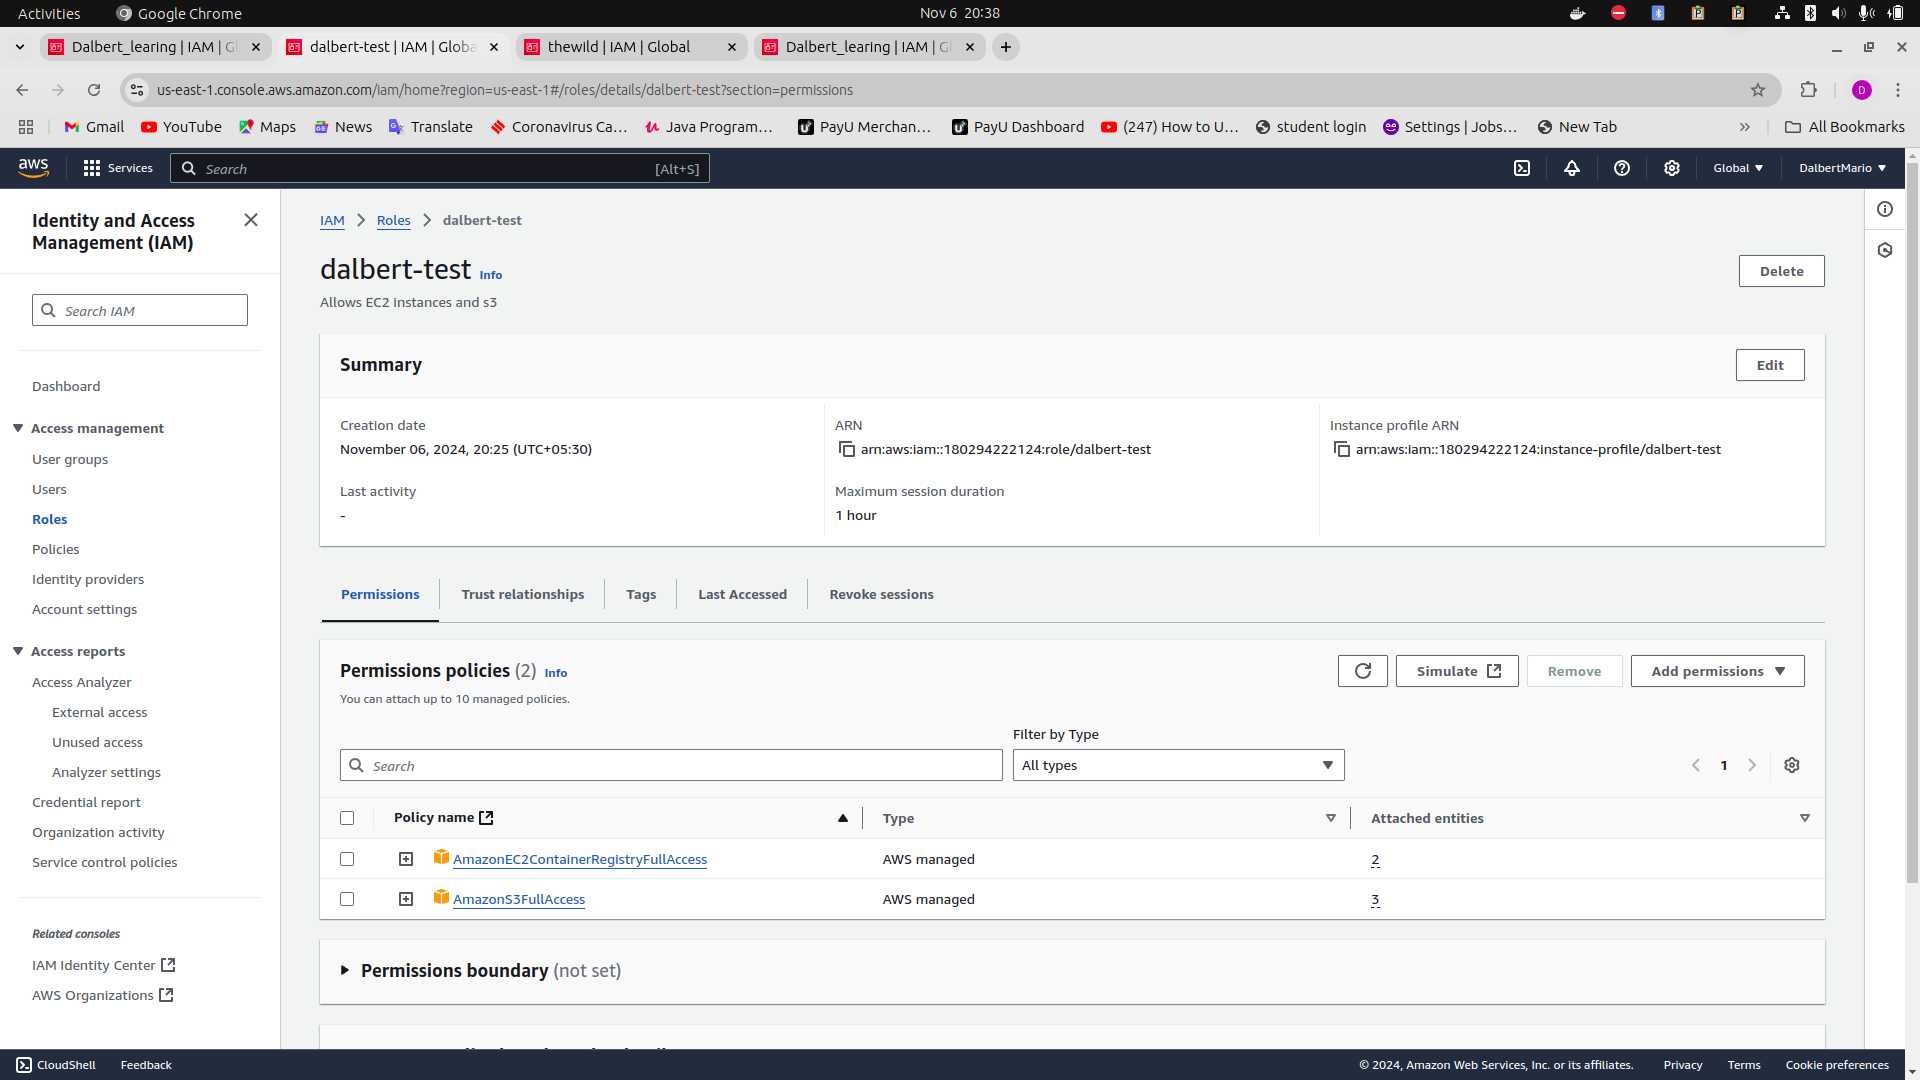 Activities
Google Chrome
Nov 6 20:38
Dalbert_learing | IAM | G
dalbert-test | IAM | Globa
thewild | IAM | Global
Dalbert_learing | IAM | G
us-east-1.console.aws.amazon.com/iam/home?region=us-east-1#/roles/details/dalbert-test?section=permissions
D
Gmail
YouTube
Maps
News
Translate
Coronavirus Ca...
Java Program...
PayU Merchan...
PayU Dashboard
(247) How to U...
student login
Settings | Jobs...
New Tab
All Bookmarks
aws
Services
Search
[Alt+S]
Global
DalbertMario
Identity and Access
Management (IAM)
Search IAM
Dashboard
Access management
User groups
Users
Roles
Policies
Identity providers
Account settings
Access reports
Access Analyzer
External access
Unused access
Analyzer settings
Credential report
Organization activity
Service control policies
Related consoles
IAM Identity Center
AWS Organizations
IAM
Roles
dalbert-test
dalbert-test Info
Allows EC2 instances and s3
Delete
Summary
Edit
Creation date
November 06, 2024, 20:25 (UTC+05:30)
Last activity
-
ARN
arn:aws:iam::180294222124:role/dalbert-test
Maximum session duration
1 hour
Instance profile ARN
arn:aws:iam::180294222124:instance-profile/dalbert-test
Permissions
Trust relationships
Tags
Last Accessed
Revoke sessions
Permissions policies (2) Info
You can attach up to 10 managed policies.
Simulate
Remove
Add permissions
Filter by Type
Search
All types
1
Policy name
Type
Attached entities
AmazonEC2ContainerRegistryFullAccess
AWS managed
2
AmazonS3FullAccess
AWS managed
3
Permissions boundary (not set)
CloudShell
Feedback
© 2024, Amazon Web Services, Inc. or its affiliates.
Privacy
Terms
Cookie preferences